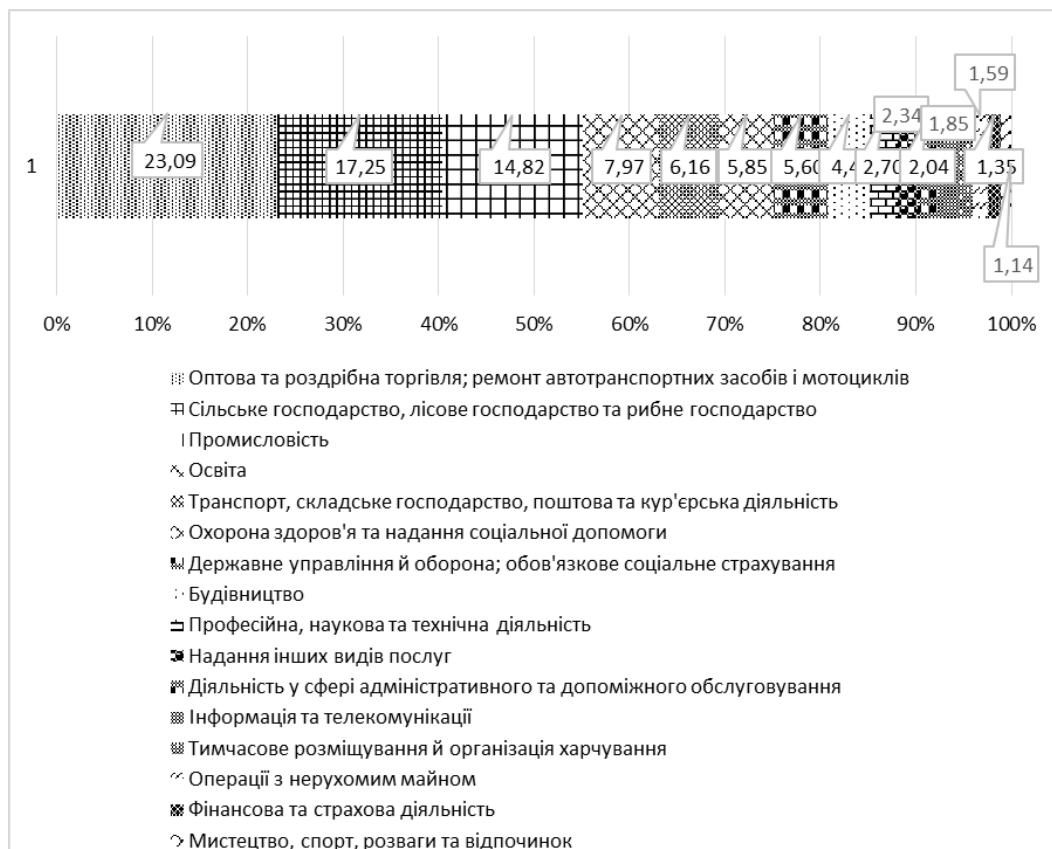 1,59
2,34
1,85
1
23,09
17,25
14,82
7,97
6,16
5,85
5,60
4,4
2,70
2,04
1,35
1,14
0%
10%
20%
30%
40%
50%
60%
70%
80%
90%
100%
Оптова та роздрібна торгівля; ремонт автотранспортних засобів і мотоциклів
Сільське господарство, лісове господарство та рибне господарство
Промисловість
Освіта
Транспорт, складське господарство, поштова та кур'єрська діяльність
Охорона здоров'я та надання соціальної допомоги
Державне управління й оборона; обов'язкове соціальне страхування
Будівництво
Професійна, наукова та технічна діяльність
Надання інших видів послуг
Діяльність у сфері адміністративного та допоміжного обслуговування
Інформація та телекомунікації
Тимчасове розміщування й організація харчування
Операції з нерухомим майном
Фінансова та страхова діяльність
Мистецтво, спорт, розваги та відпочинок